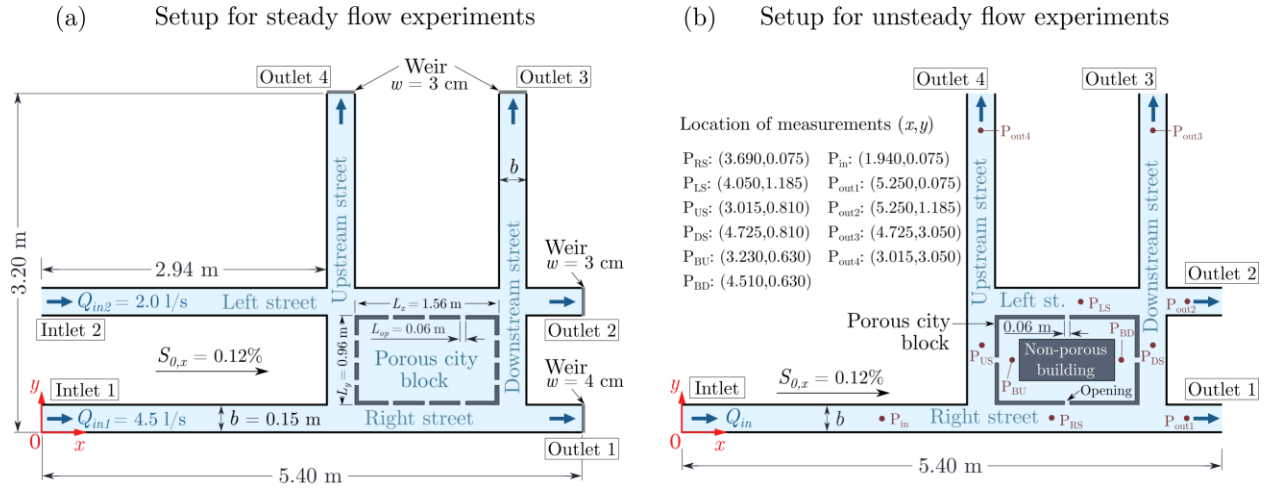 (a) Setup for steady flow experiments
Outlet 4
Weir
w = 3 cm
Outlet 3
3.20 m
2.94 m
Upstream street
b
Downstream street
Weir
w = 3 cm
Q_in2 = 2.0 l/s
Left street
L_x = 1.56 m
Intlet 2
L_op = 0.06 m
Outlet 2
S_0,x = 0.12%
L_y = 0.96 m
Porous city
block
Weir
w = 4 cm
y
Intlet 1
Q_in1 = 4.5 l/s
b = 0.15 m
Right street
0
x
Outlet 1
5.40 m
(b) Setup for unsteady flow experiments
Outlet 4
Outlet 3
Location of measurements (x,y)
P_out4
P_out3
P_RS: (3.690,0.075) P_in: (1.940,0.075)
P_LS: (4.050,1.185) P_out1: (5.250,0.075)
P_US: (3.015,0.810) P_out2: (5.250,1.185)
P_DS: (4.725,0.810) P_out3: (4.725,3.050)
P_BU: (3.230,0.630) P_out4: (3.015,3.050)
P_BD: (4.510,0.630)
Upstream street
Downstream street
Outlet 2
Left st.
P_LS
P_out2
Porous city
block
0.06 m
P_BD
P_US
Non-porous
building
P_DS
P_BU
S_0,x = 0.12%
Opening
y
Intlet
Outlet 1
Q_in
b
P_in
Right street
P_RS
P_out1
0
x
5.40 m